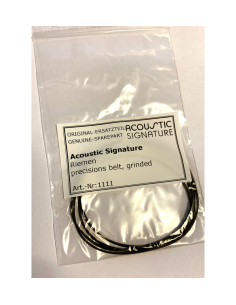 ORIGINAL-ERSATZTEIL
GENUINE-SPAREPART
ACOUSTIC
SIGNATURE
Acoustic Signature
Riemen
precisions belt, grinded
Art.-Nr:1111